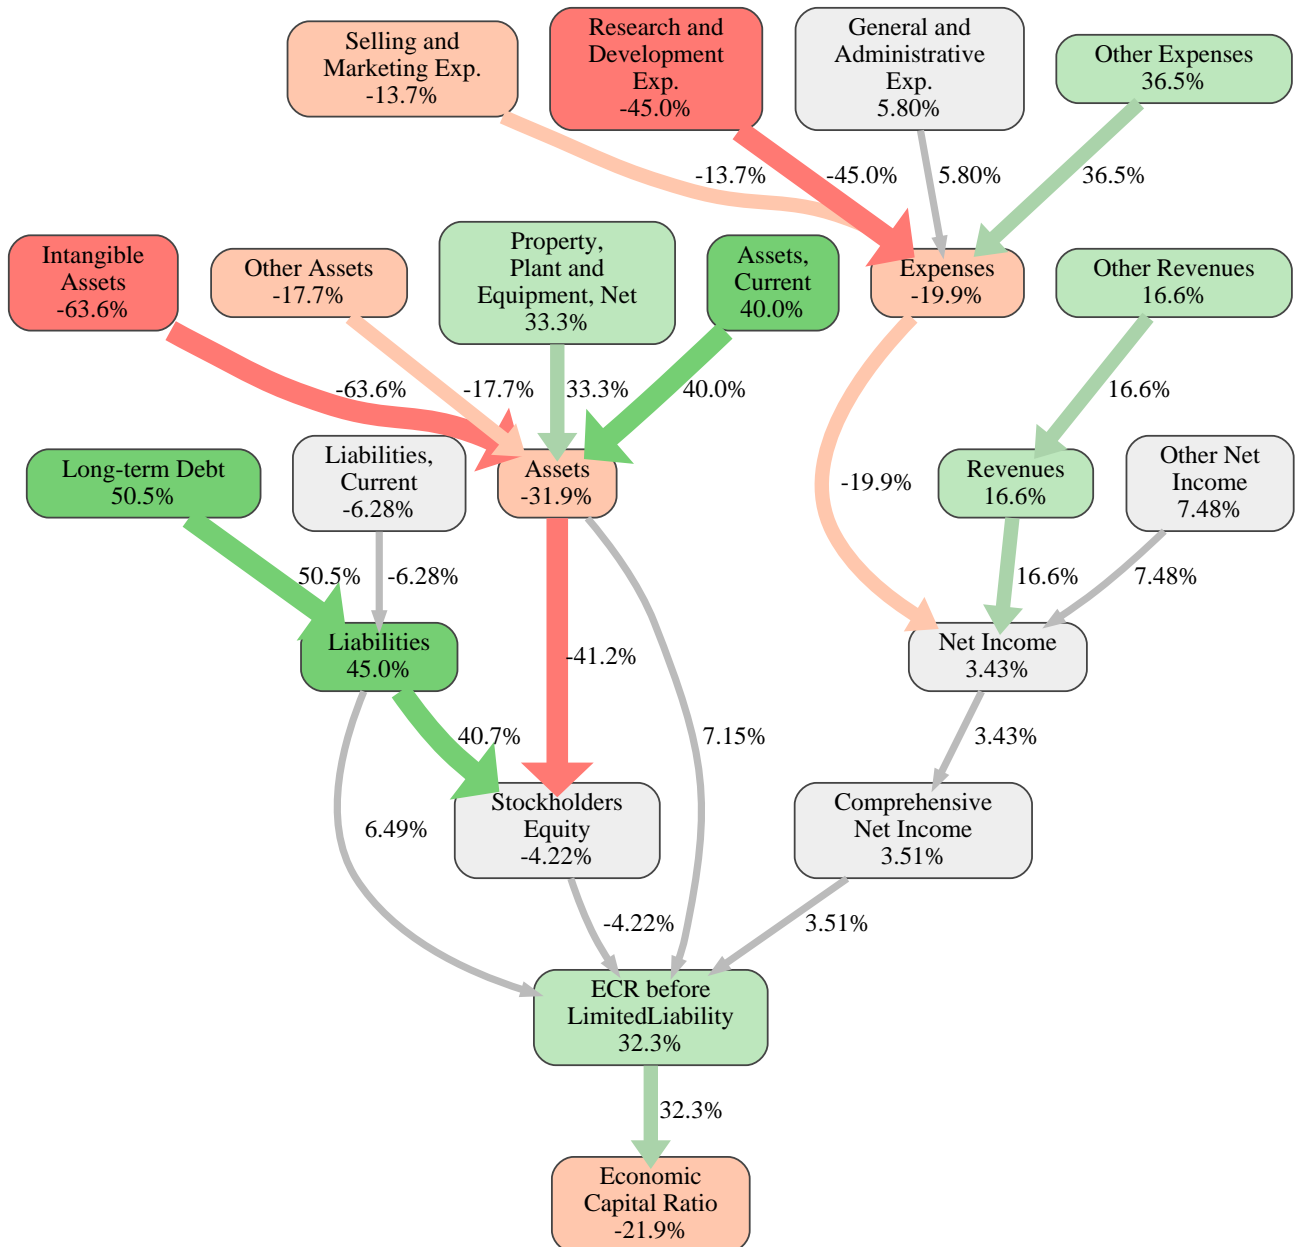 Selling and
Marketing Exp.
-13.7%
Research and
Development
Exp.
-45.0%
General and
Administrative
Exp.
5.80%
Other Expenses
36.5%
-13.7%
-45.0%
5.80%
36.5%
Intangible
Assets
-63.6%
Other Assets
-17.7%
Property,
Plant and
Equipment, Net
33.3%
Assets,
Current
40.0%
Expenses
-19.9%
Other Revenues
16.6%
-63.6%
-17.7%
33.3%
40.0%
16.6%
Long-term Debt
50.5%
Liabilities,
Current
-6.28%
Assets
-31.9%
-19.9%
Revenues
16.6%
Other Net
Income
7.48%
50.5%
-6.28%
16.6%
7.48%
Liabilities
45.0%
-41.2%
Net Income
3.43%
40.7%
7.15%
3.43%
6.49%
Stockholders
Equity
-4.22%
Comprehensive
Net Income
3.51%
-4.22%
3.51%
ECR before
LimitedLiability
32.3%
32.3%
Economic
Capital Ratio
-21.9%